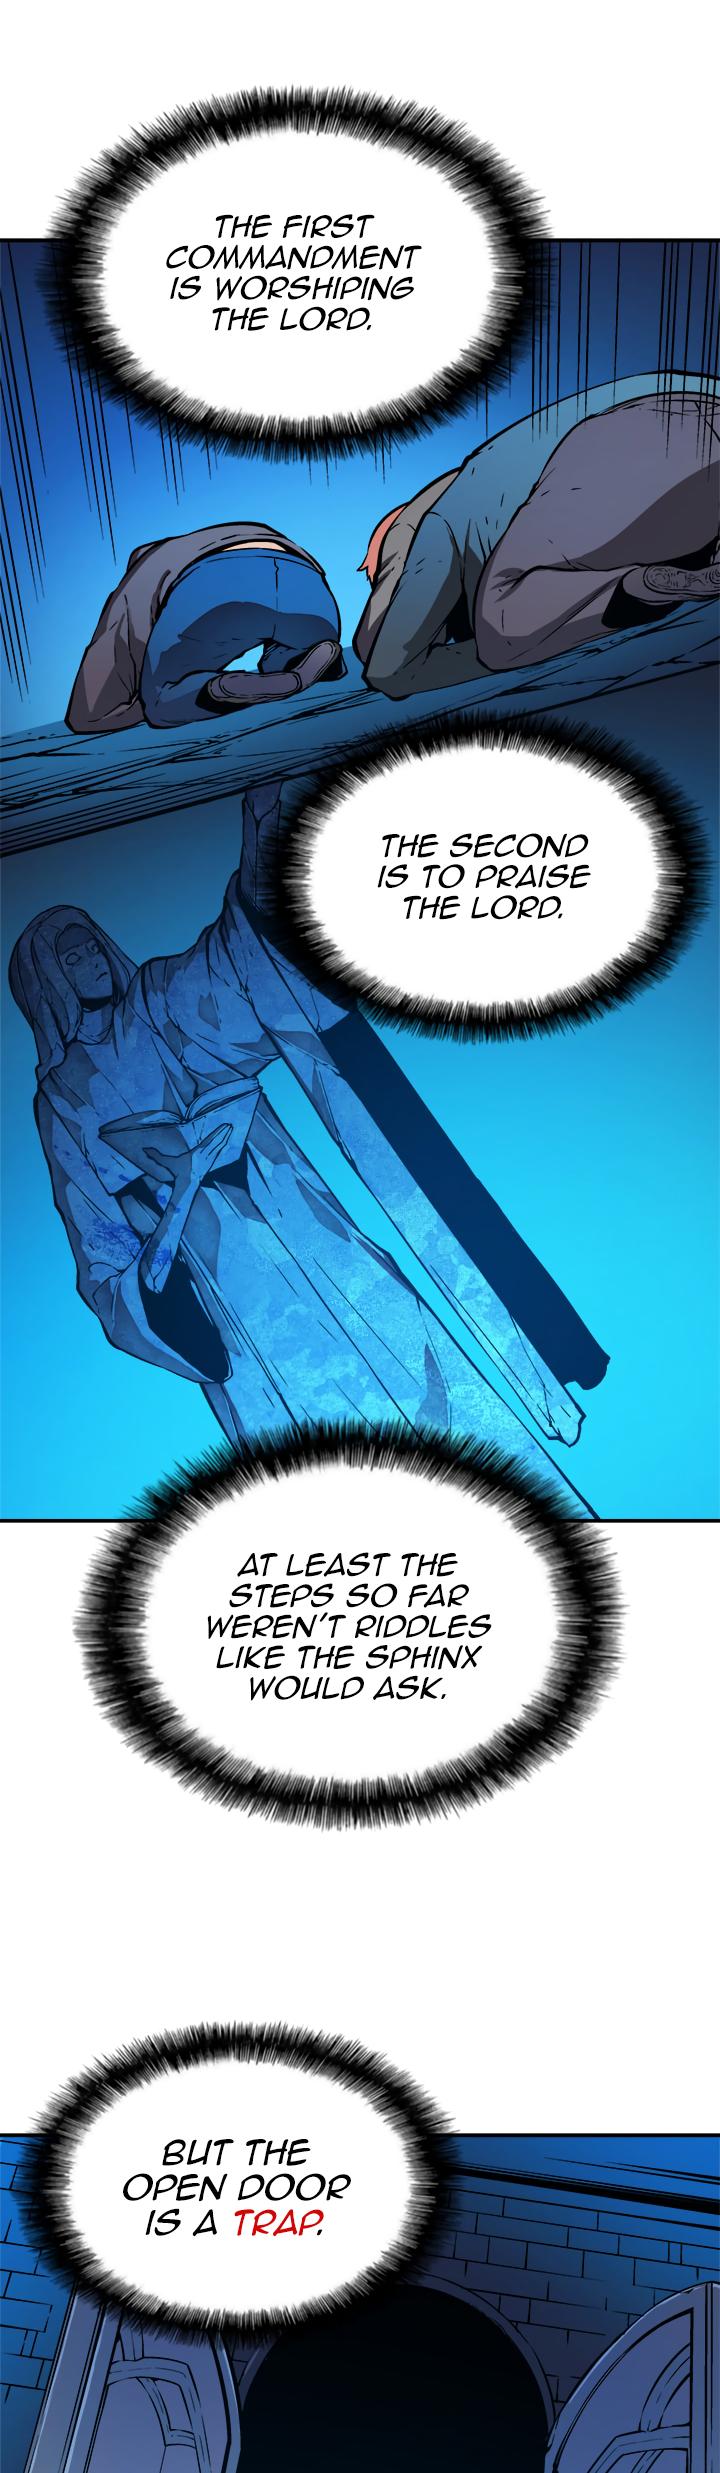 THE FIRST
COMMANDMENT
IS WORSHIPING
THE LORD.
THE SECOND
IS TO PRAISE
THE LORD.
AT LEAST THE
STEPS SO FAR
WEREN'T RIDDLES
LIKE THE SPHINX
WOULD ASK.
BUT THE
OPEN DOOR
IS A TRAP.